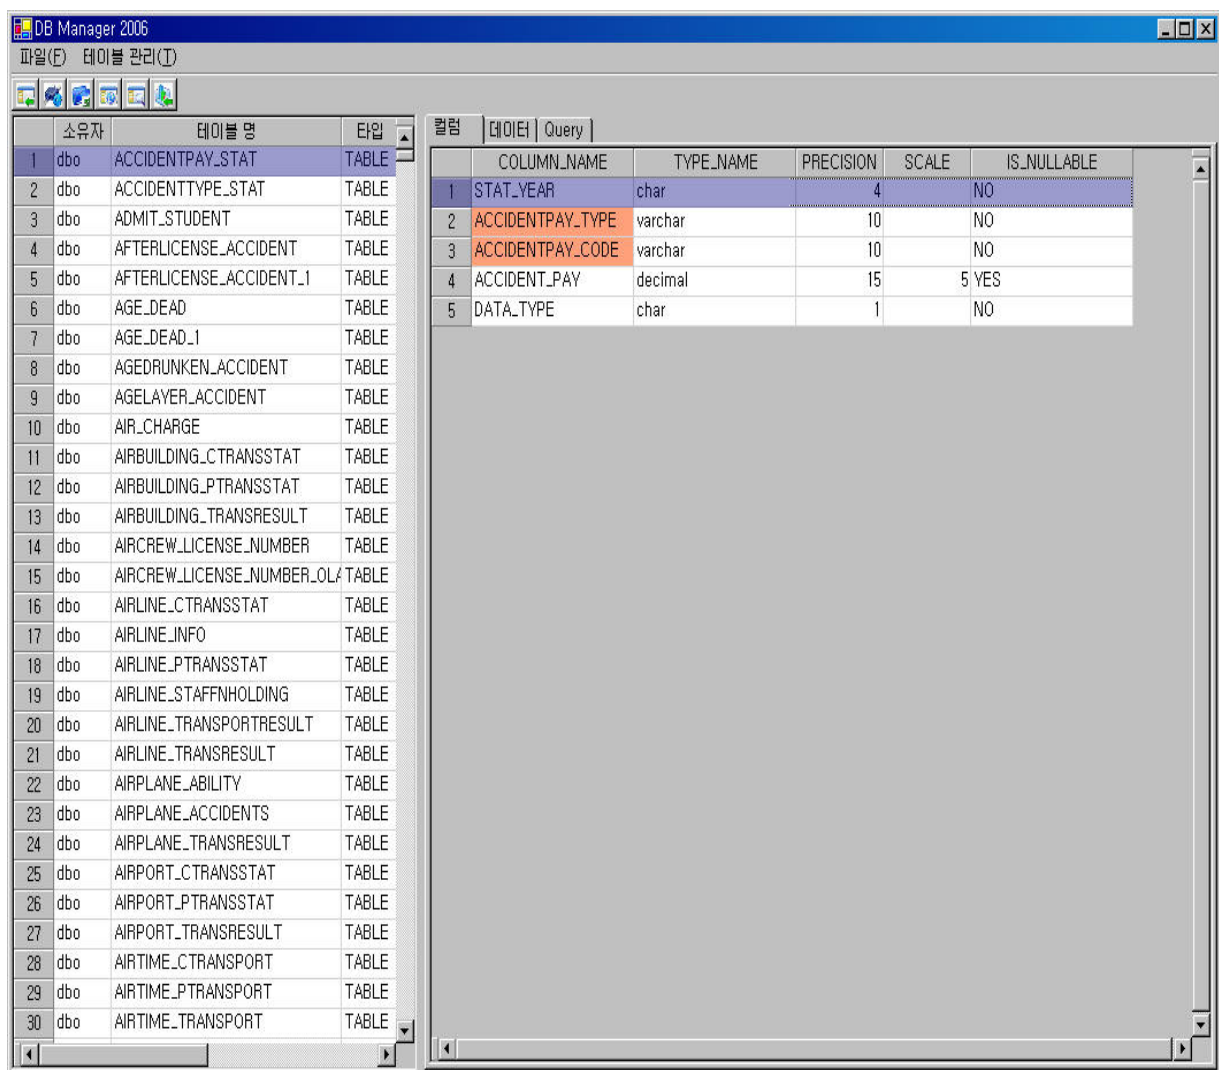 DB Manager 2006
파일(F) 테이블 관리(T)
소유자 테이블 명 타입
1 dbo ACCIDENTPAY_STAT TABLE
2 dbo ACCIDENTTYPE_STAT TABLE
3 dbo ADMIT_STUDENT TABLE
4 dbo AFTERLICENSE_ACCIDENT TABLE
5 dbo AFTERLICENSE_ACCIDENT_1 TABLE
6 dbo AGE_DEAD TABLE
7 dbo AGE_DEAD_1 TABLE
8 dbo AGEDRUNKEN_ACCIDENT TABLE
9 dbo AGELAYER_ACCIDENT TABLE
10 dbo AIR_CHARGE TABLE
11 dbo AIRBUILDING_CTRANSSTAT TABLE
12 dbo AIRBUILDING_PTRANSSTAT TABLE
13 dbo AIRBUILDING_TRANSRESULT TABLE
14 dbo AIRCREW_LICENSE_NUMBER TABLE
15 dbo AIRCREW_LICENSE_NUMBER_OLA TABLE
16 dbo AIRLINE_CTRANSSTAT TABLE
17 dbo AIRLINE_INFO TABLE
18 dbo AIRLINE_PTRANSSTAT TABLE
19 dbo AIRLINE_STAFFNHOLDING TABLE
20 dbo AIRLINE_TRANSPORTRESULT TABLE
21 dbo AIRLINE_TRANSRESULT TABLE
22 dbo AIRPLANE_ABILITY TABLE
23 dbo AIRPLANE_ACCIDENTS TABLE
24 dbo AIRPLANE_TRANSRESULT TABLE
25 dbo AIRPORT_CTRANSSTAT TABLE
26 dbo AIRPORT_PTRANSSTAT TABLE
27 dbo AIRPORT_TRANSRESULT TABLE
28 dbo AIRTIME_CTRANSPORT TABLE
29 dbo AIRTIME_PTRANSPORT TABLE
30 dbo AIRTIME_TRANSPORT TABLE
컬럼 데이터 Query
COLUMN_NAME TYPE_NAME PRECISION SCALE IS_NULLABLE
1 STAT_YEAR char 4 NO
2 ACCIDENTPAY_TYPE varchar 10 NO
3 ACCIDENTPAY_CODE varchar 10 NO
4 ACCIDENT_PAY decimal 15 5 YES
5 DATA_TYPE char 1 NO